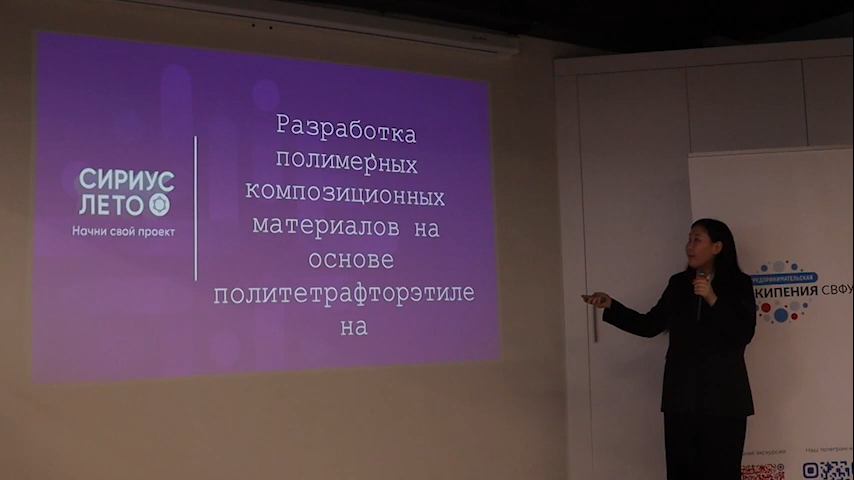 СИРИУС
ЛЕТО
Начни свой проект
Разработка
полимерных
композиционных
материалов на
основе
политетрафторэтиле
на
КИПЕНИЯ СВФУ